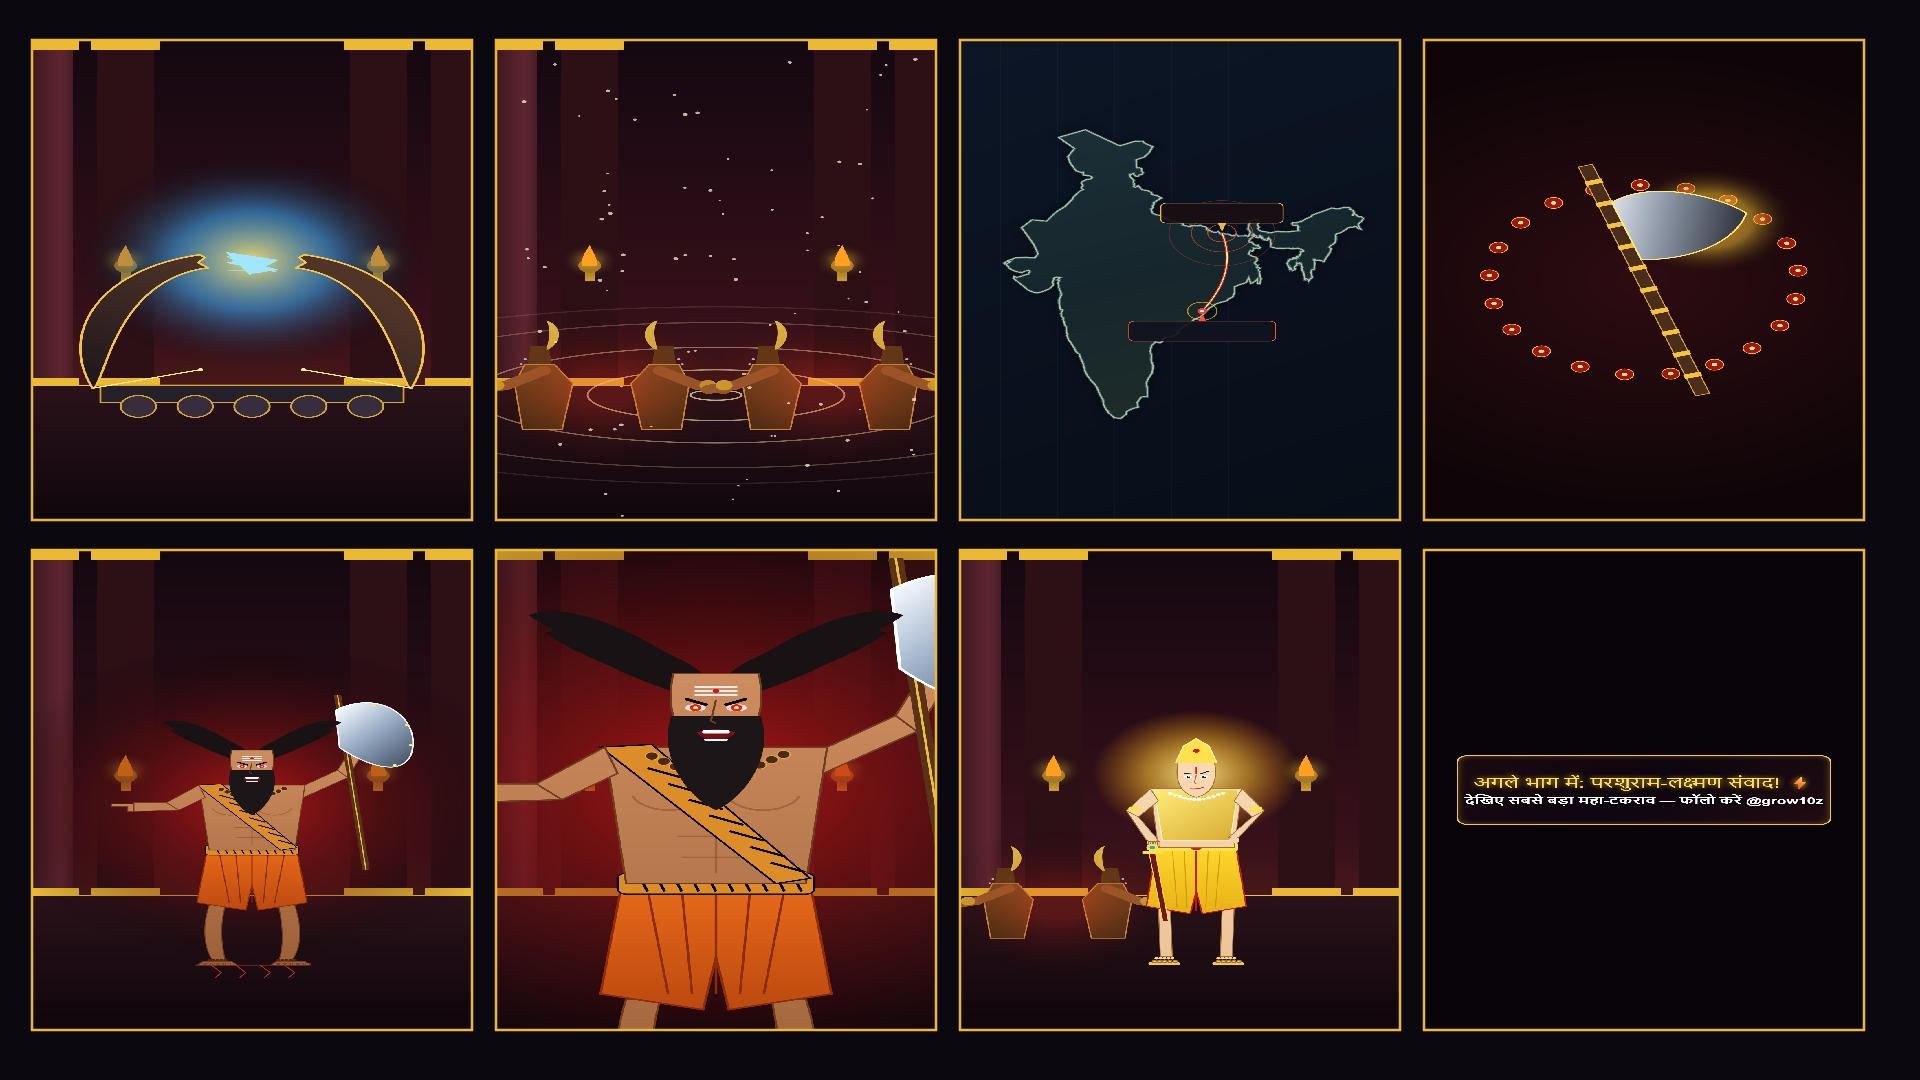 अगले भाग में: परशुराम-लक्ष्मण संवाद! ⚡
देखिए सबसे बड़ा महा-टकराव — फॉलो करें @grow10z